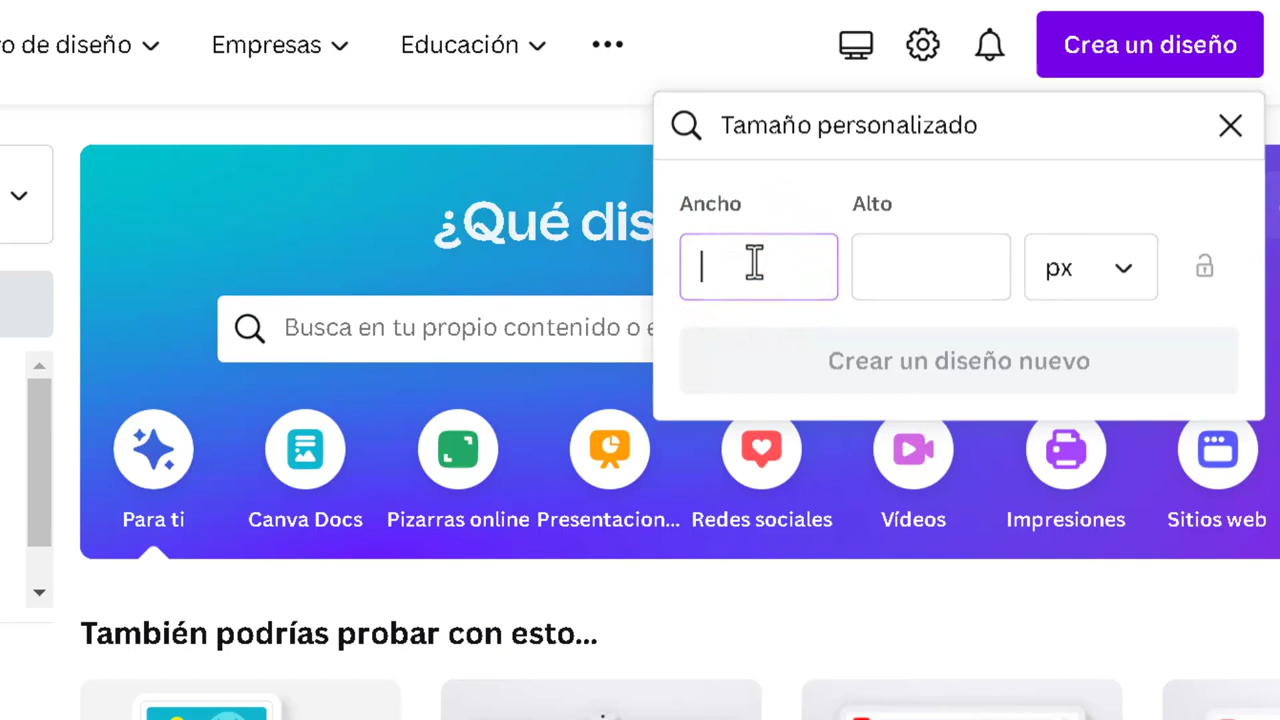 o de diseño
Empresas
Educación
Crea un diseño
Tamaño personalizado
Ancho
Alto
px
Crear un diseño nuevo
¿Qué dis
Busca en tu propio contenido o e
Para ti
Canva Docs
Pizarras online
Presentacion...
Redes sociales
Vídeos
Impresiones
Sitios web
También podrías probar con esto...